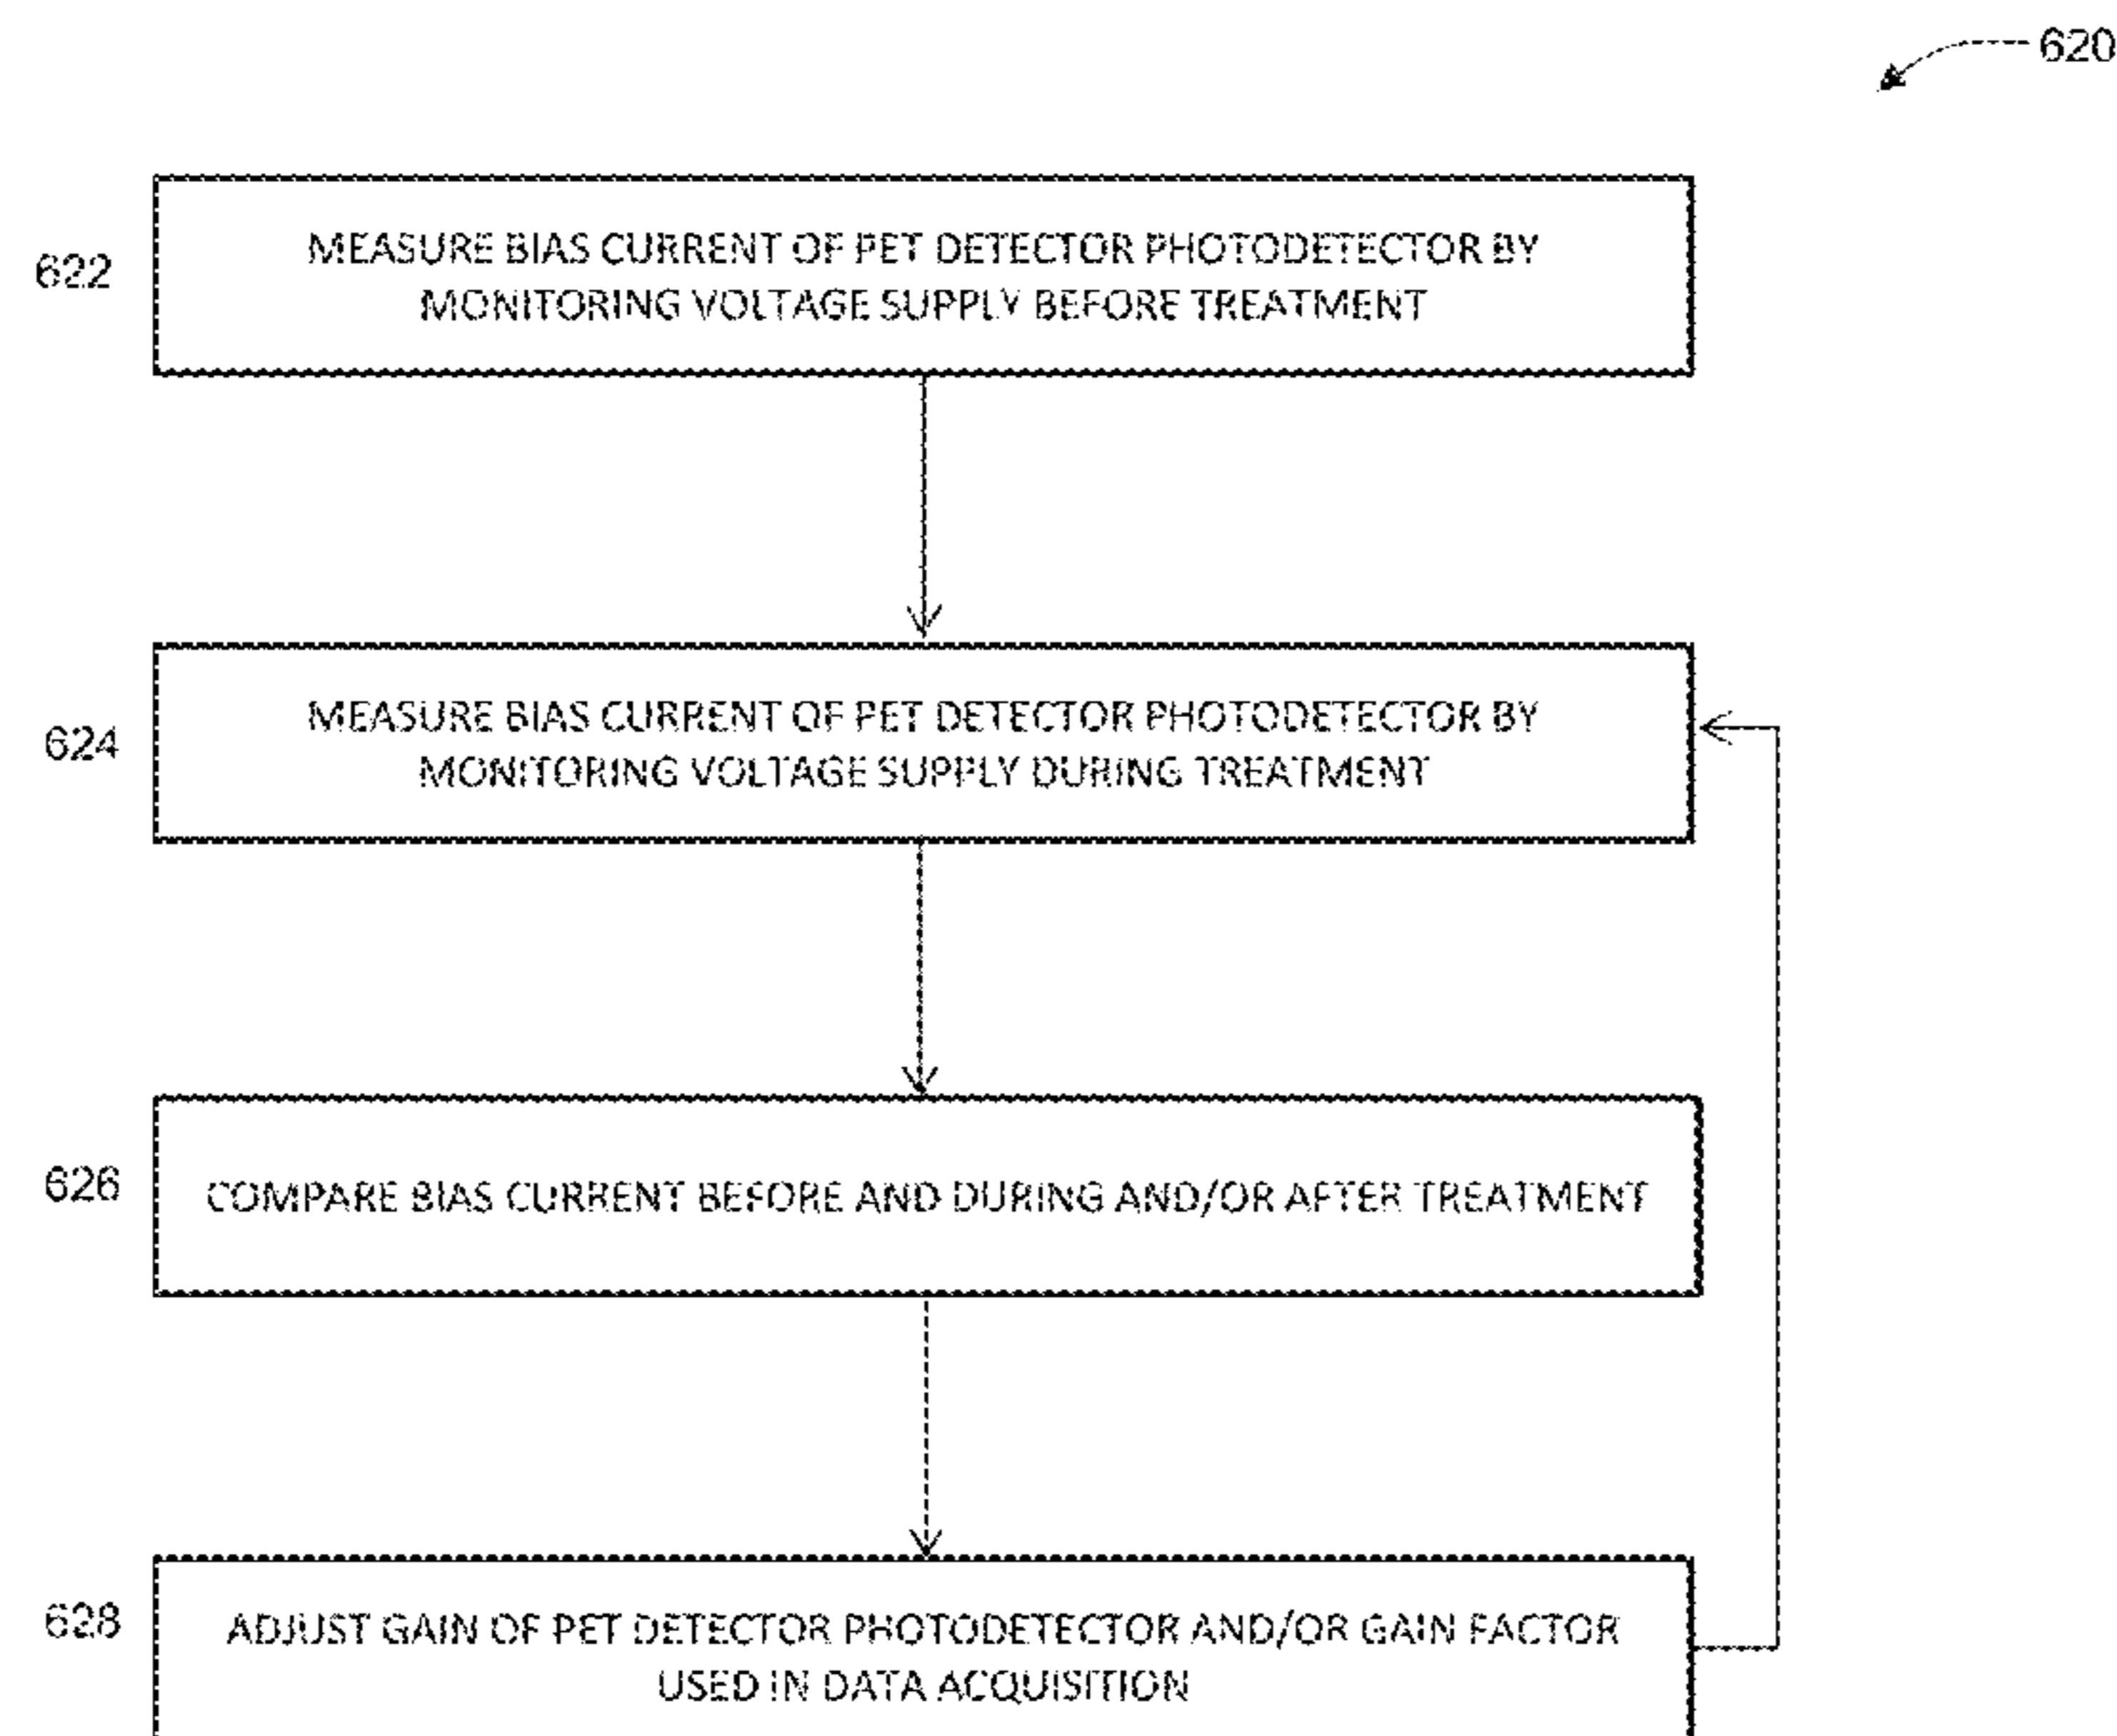 620
622
MEASURE BIAS CURRENT OF PET DETECTOR PHOTODETECTOR BY
MONITORING VOLTAGE SUPPLY BEFORE TREATMENT
624
MEASURE BIAS CURRENT OF PET DETECTOR PHOTODETECTOR BY
MONITORING VOLTAGE SUPPLY DURING TREATMENT
626
COMPARE BIAS CURRENT BEFORE AND DURING AND/OR AFTER TREATMENT
628
ADJUST GAIN OF PET DETECTOR PHOTODETECTOR AND/OR GAIN FACTOR
USED IN DATA ACQUISITION